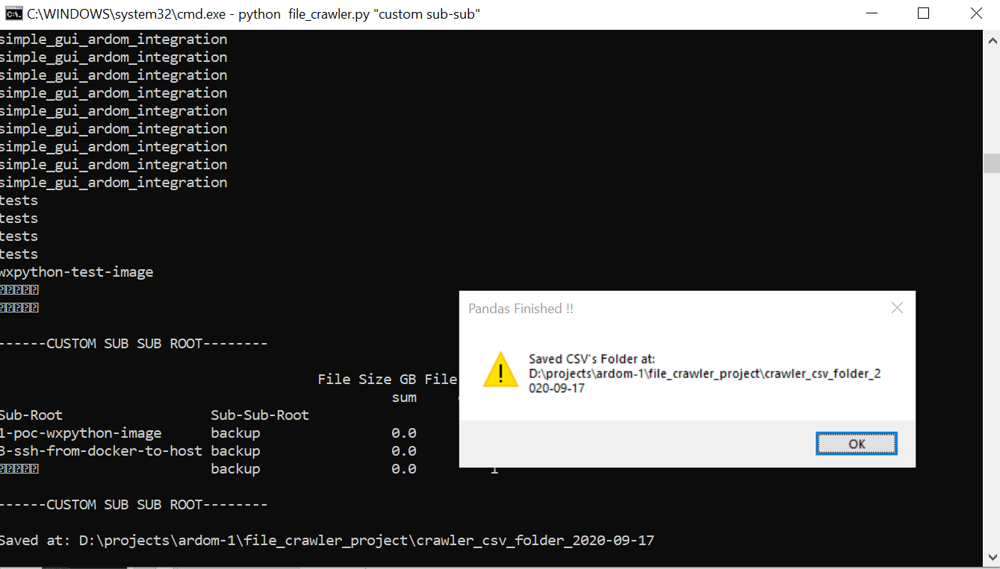 C:\WINDOWS\system32\cmd.exe - python  file_crawler.py "custom sub-sub"
simple_gui_ardom_integration
simple_gui_ardom_integration
simple_gui_ardom_integration
simple_gui_ardom_integration
simple_gui_ardom_integration
simple_gui_ardom_integration
simple_gui_ardom_integration
simple_gui_ardom_integration
simple_gui_ardom_integration
tests
tests
tests
tests
wxpython-test-image
------CUSTOM SUB SUB ROOT--------
File Size GB File
sum
Sub-Root Sub-Sub-Root
1-poc-wxpython-image backup 0.0
3-ssh-from-docker-to-host backup 0.0
backup 0.0 1
------CUSTOM SUB SUB ROOT--------
Saved at: D:\projects\ardom-1\file_crawler_project\crawler_csv_folder_2020-09-17
Pandas Finished !!
Saved CSV's Folder at:
D:\projects\ardom-1\file_crawler_project\crawler_csv_folder_2
020-09-17
OK